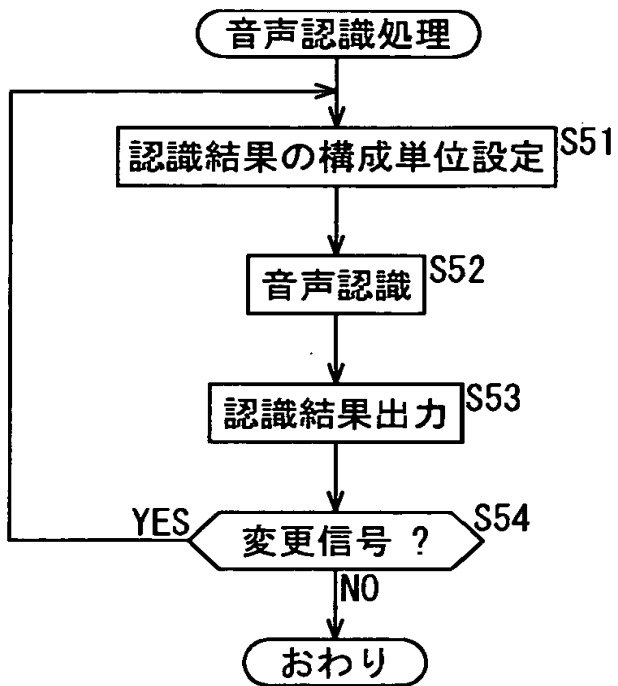 音声認識処理
認識結果の構成単位設定 S51
音声認識 S52
認識結果出力 S53
YES 変更信号 ? S54
NO
おわり